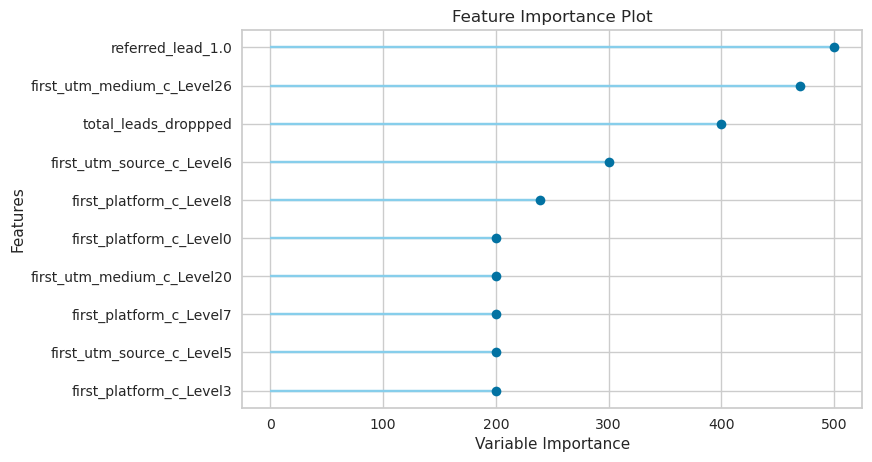 Feature Importance Plot
referred_lead_1.0
first_utm_medium_c_Level26
total_leads_droppped
first_utm_source_c_Level6
first_platform_c_Level8
first_platform_c_Level0
first_utm_medium_c_Level20
first_platform_c_Level7
first_utm_source_c_Level5
first_platform_c_Level3
Features
0 100 200 300 400 500
Variable Importance